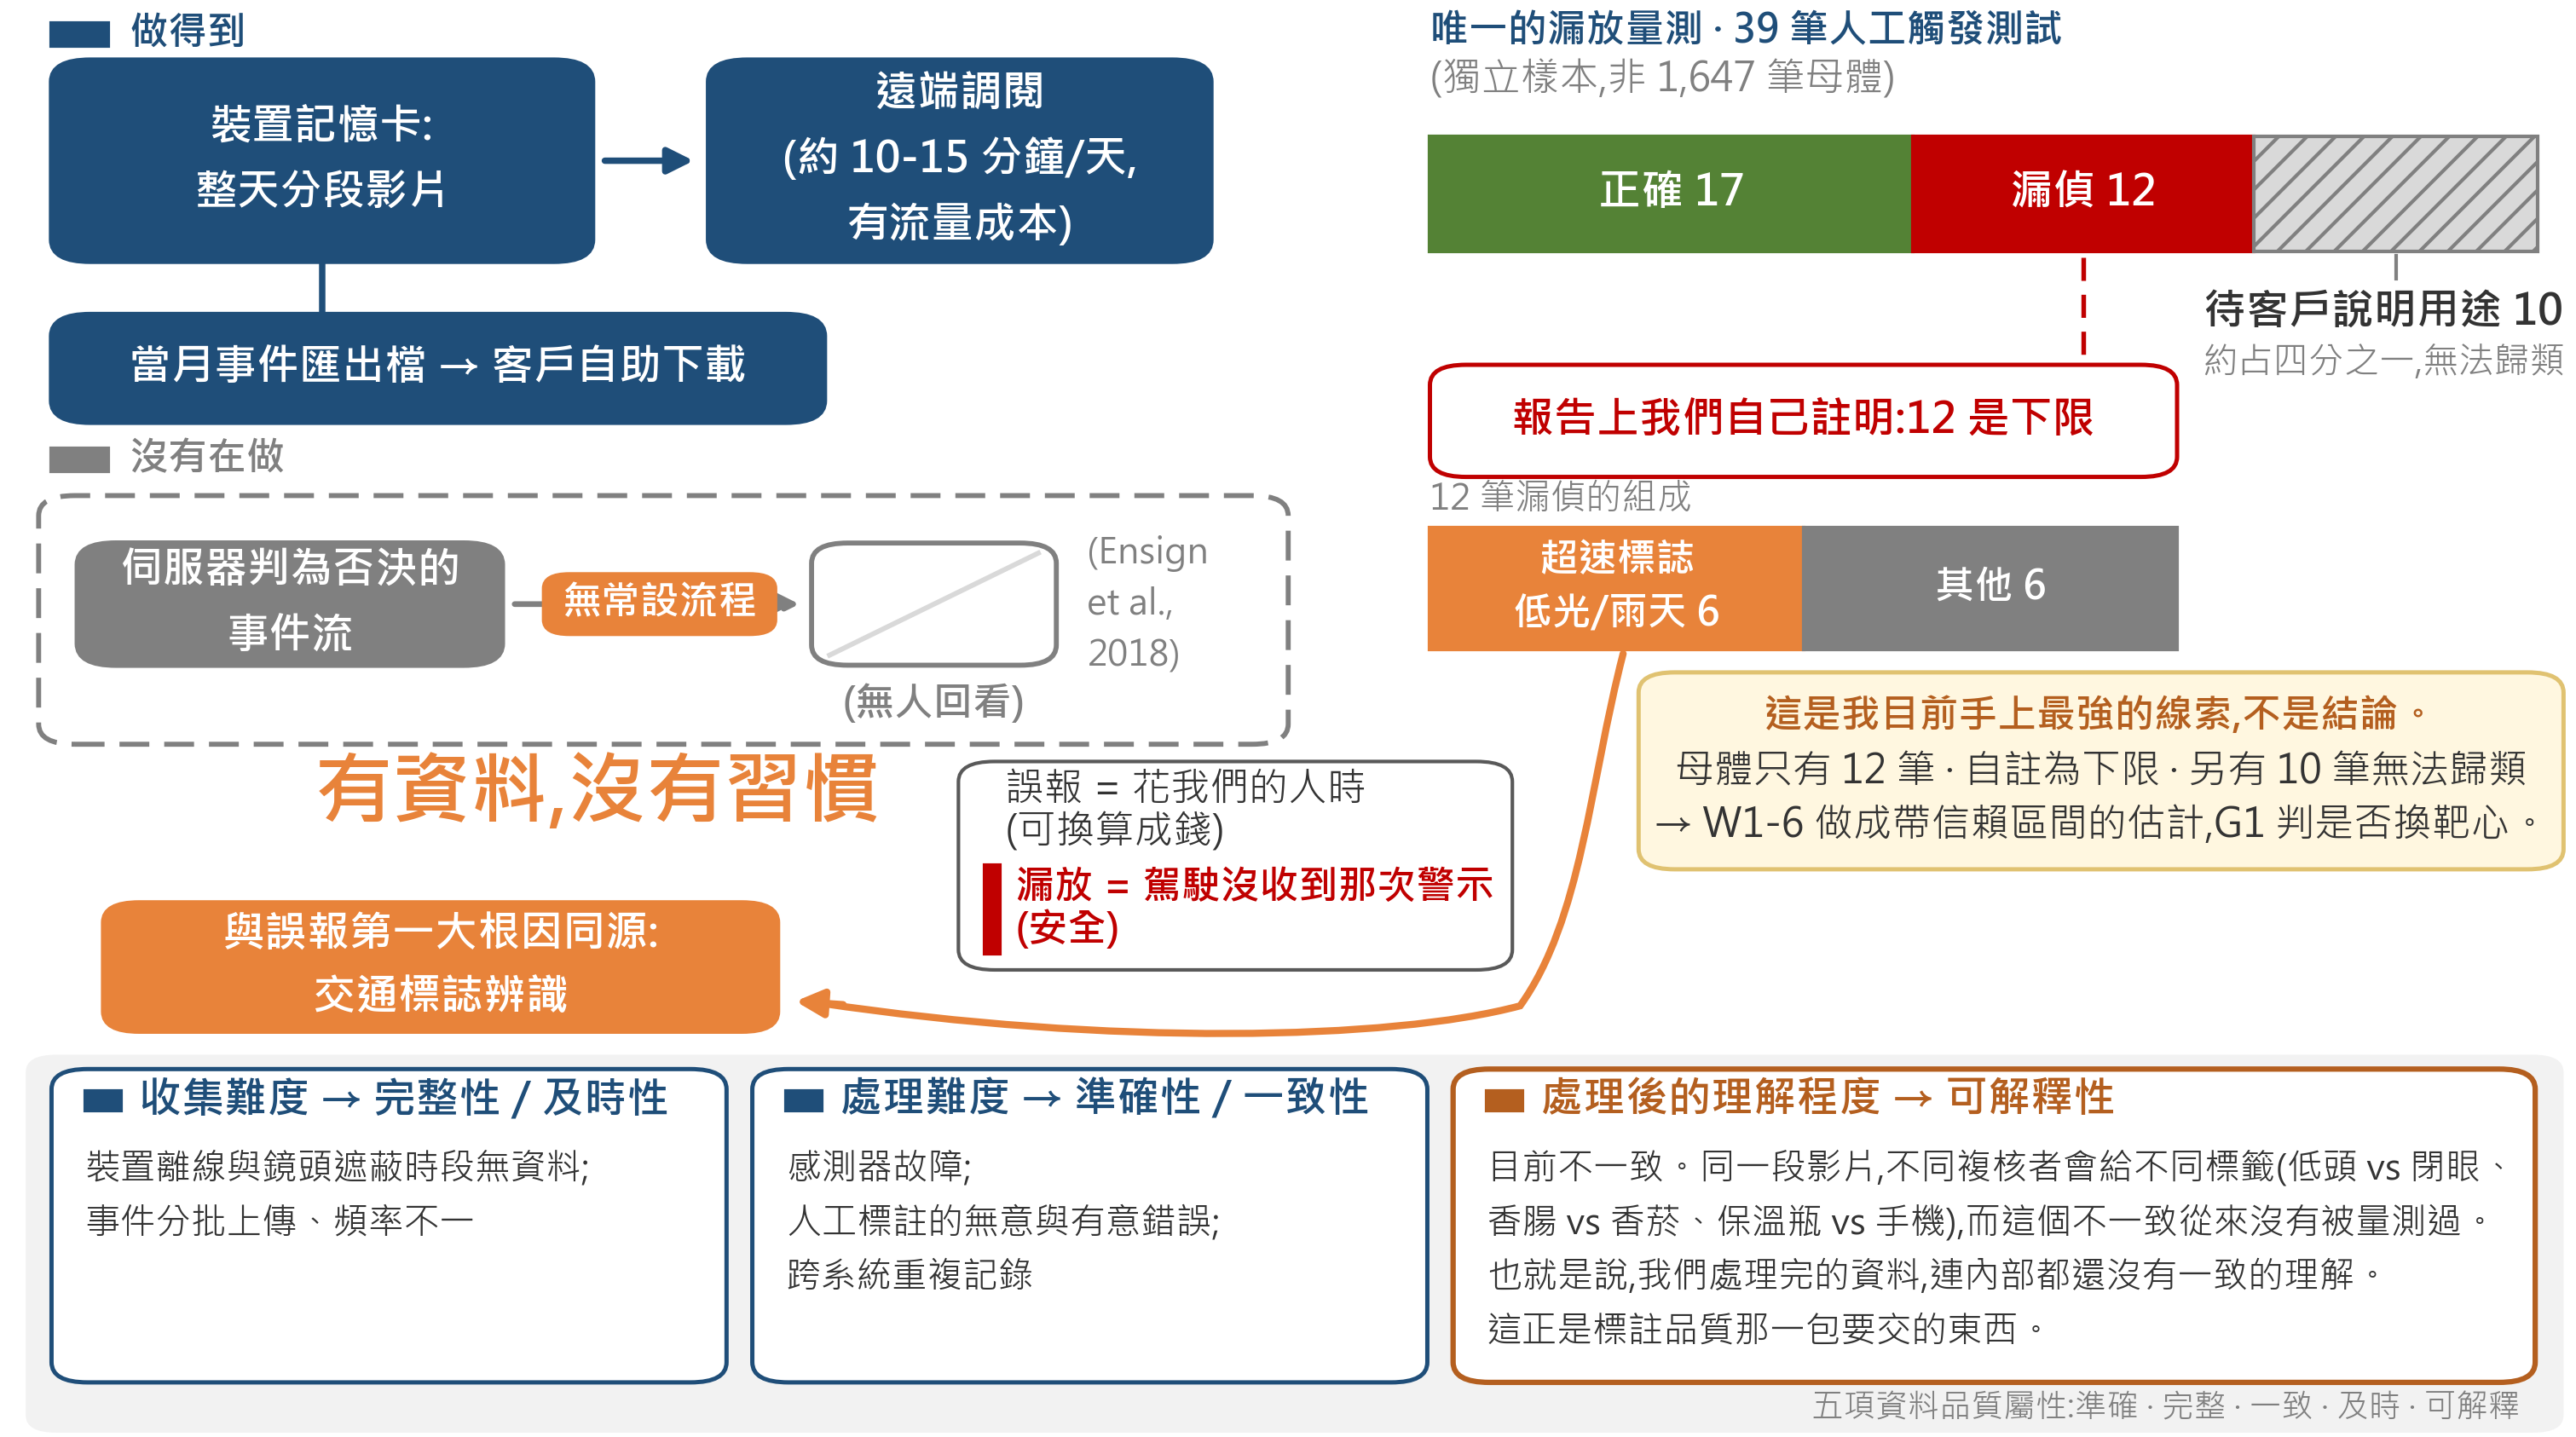 做得到
裝置記憶卡:
整天分段影片
遠端調閱
(約 10-15 分鐘/天,
有流量成本)
當月事件匯出檔 → 客戶自助下載
沒有在做
伺服器判為否決的
事件流
無常設流程
(無人回看)
(Ensign
et al.,
2018)
有資料,沒有習慣
唯一的漏放量測 · 39 筆人工觸發測試
(獨立樣本,非 1,647 筆母體)
正確 17
漏偵 12
待客戶說明用途 10
約占四分之一,無法歸類
報告上我們自己註明:12 是下限
12 筆漏偵的組成
超速標誌
低光/雨天 6
其他 6
這是我目前手上最強的線索,不是結論。
母體只有 12 筆 · 自註為下限 · 另有 10 筆無法歸類
→ W1-6 做成帶信賴區間的估計,G1 判是否換靶心。
誤報 = 花我們的人時
(可換算成錢)
漏放 = 駕駛沒收到那次警示
(安全)
與誤報第一大根因同源:
交通標誌辨識
收集難度 → 完整性 / 及時性
裝置離線與鏡頭遮蔽時段無資料;
事件分批上傳、頻率不一
處理難度 → 準確性 / 一致性
感測器故障;
人工標註的無意與有意錯誤;
跨系統重複記錄
處理後的理解程度 → 可解釋性
目前不一致。同一段影片,不同複核者會給不同標籤(低頭 vs 閉眼、
香腸 vs 香菸、保溫瓶 vs 手機),而這個不一致從來沒有被量測過。
也就是說,我們處理完的資料,連內部都還沒有一致的理解。
這正是標註品質那一包要交的東西。
五項資料品質屬性:準確 · 完整 · 一致 · 及時 · 可解釋